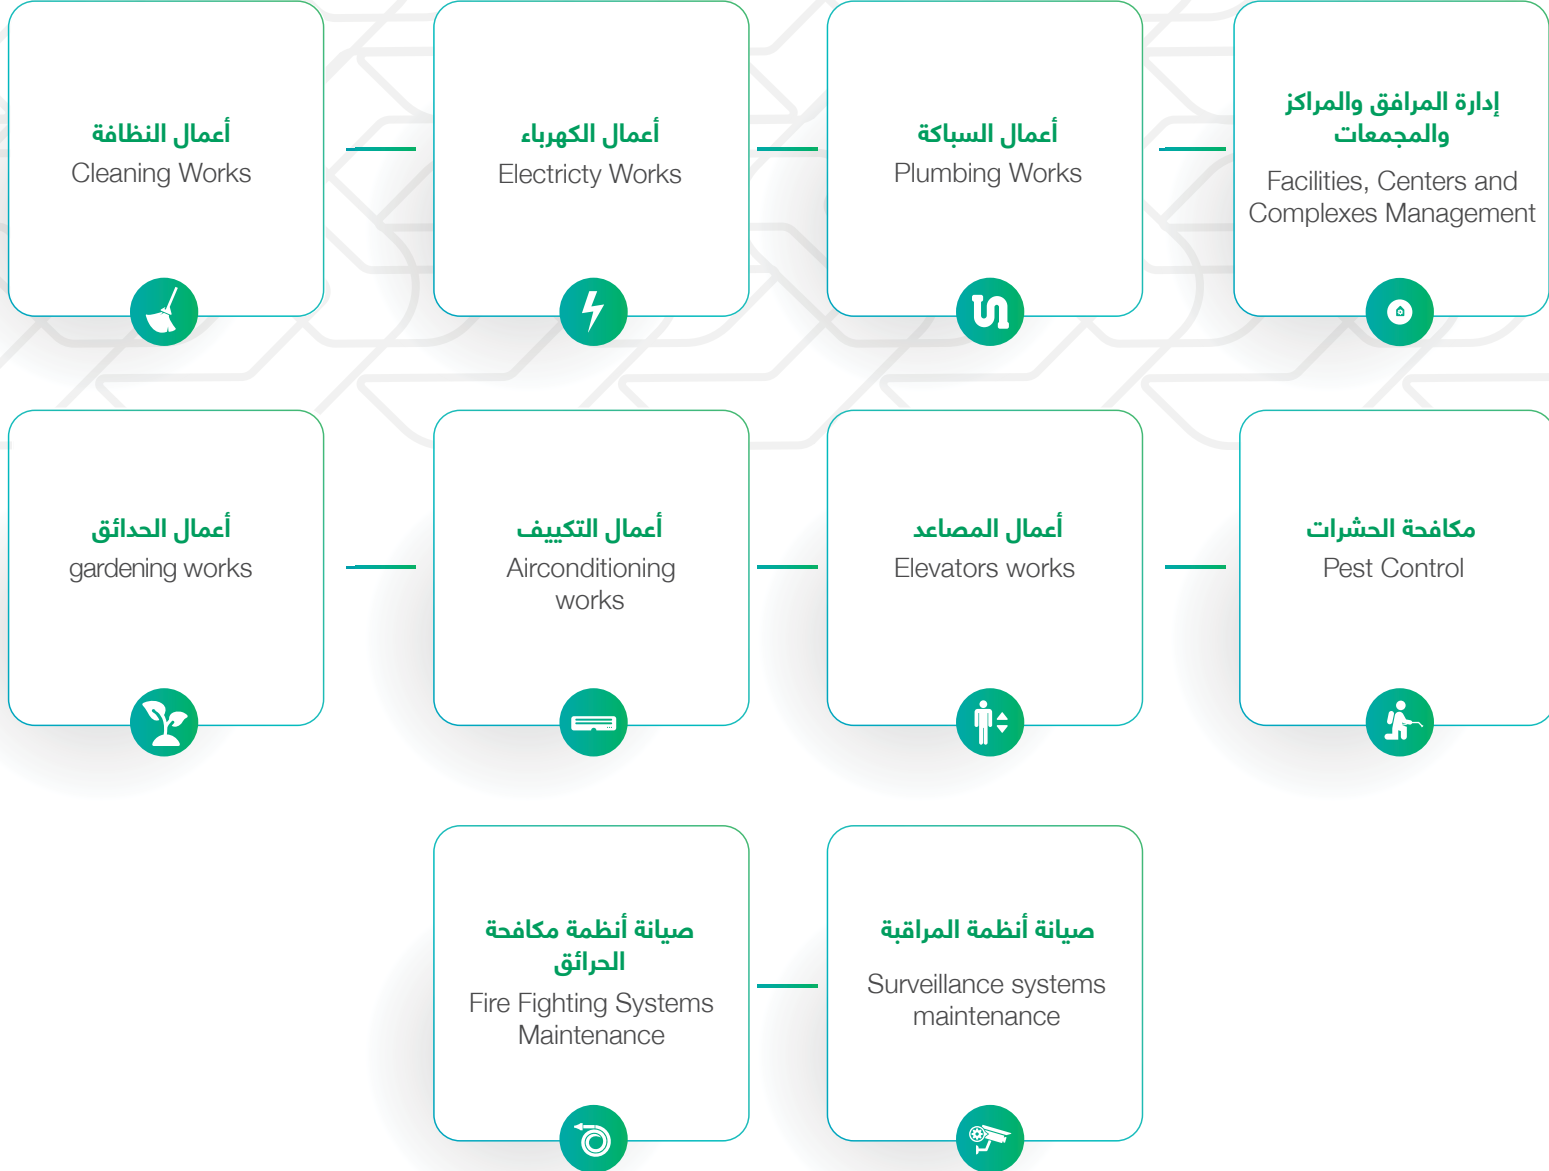 إدارة المرافق والمراكز
والمجمعات
Facilities, Centers and
Complexes Management
أعمال السباكة
Plumbing Works
أعمال الكهرباء
Electricty Works
أعمال النظافة
Cleaning Works
مكافحة الحشرات
Pest Control
أعمال المصاعد
Elevators works
أعمال التكييف
Airconditioning
works
أعمال الحدائق
gardening works
صيانة أنظمة المراقبة
Surveillance systems
maintenance
صيانة أنظمة مكافحة
الحرائق
Fire Fighting Systems
Maintenance